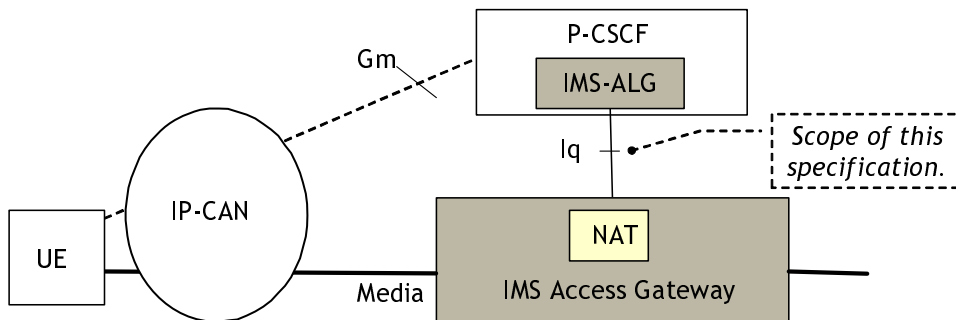 P-CSCF
Gm
IMS-ALG
Iq
Scope of this
specification.
IP-CAN
NAT
UE
Media
IMS Access Gateway